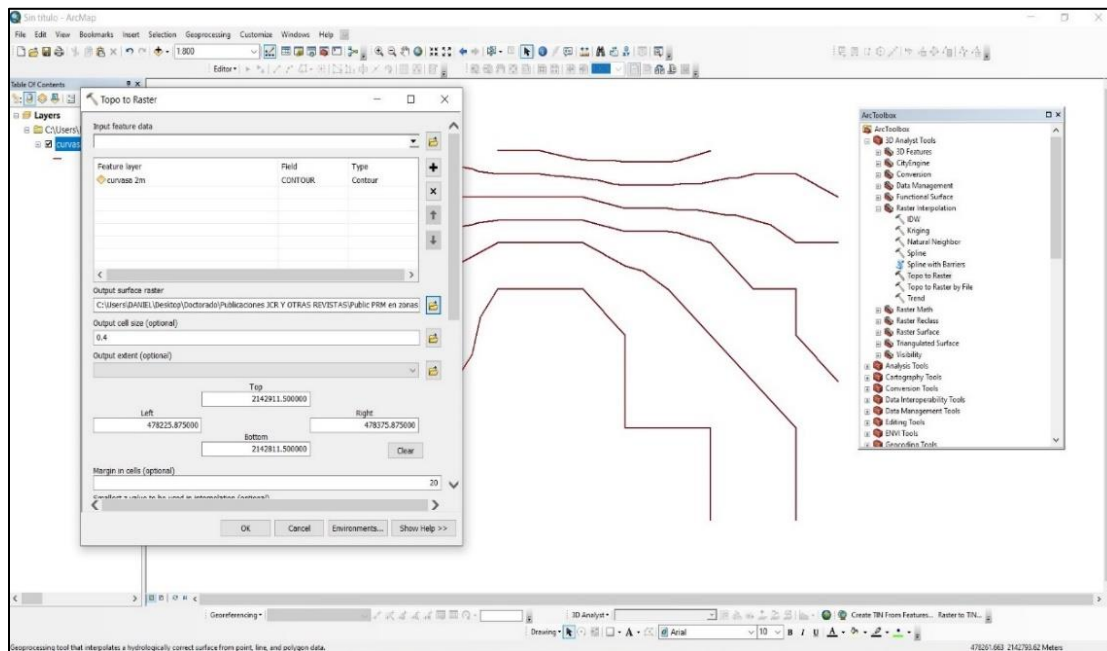 Sin título - ArcMap
File Edit View Bookmarks Insert Selection Geoprocessing Customize Windows Help
1:800
Editor
Table Of Contents
Layers
C:\Users\
curvas
Topo to Raster
Input feature data
Feature layer Field Type
curvasa 2m CONTOUR Contour
Output surface raster
C:\Users\DANIEL\Desktop\Doctorado\Publicaciones JCR Y OTRAS REVISTAS\Public PRM en zonas
Output cell size (optional)
0.4
Output extent (optional)
Top
2142911.500000
Left Right
478225.875000 478375.875000
Bottom
2142811.500000
Clear
Margin in cells (optional)
20
Smallest z value to be used in interpolation (optional)
OK Cancel Environments... Show Help >>
ArcToolbox
ArcToolbox
3D Analyst Tools
3D Features
CityEngine
Conversion
Data Management
Functional Surface
Raster Interpolation
IDW
Kriging
Natural Neighbor
Spline
Spline with Barriers
Topo to Raster
Topo to Raster by File
Trend
Raster Math
Raster Reclass
Raster Surface
Triangulated Surface
Visibility
Analysis Tools
Cartography Tools
Conversion Tools
Data Interoperability Tools
Data Management Tools
Editing Tools
ENVI Tools
Geocoding Tools
Georeferencing
3D Analyst
Create TIN From Features... Raster to TIN...
Drawing A Arial 10 B I U A
Geoprocessing tool that interpolates a hydrologically correct surface from point, line, and polygon data.
478261.663 2142793.62 Meters